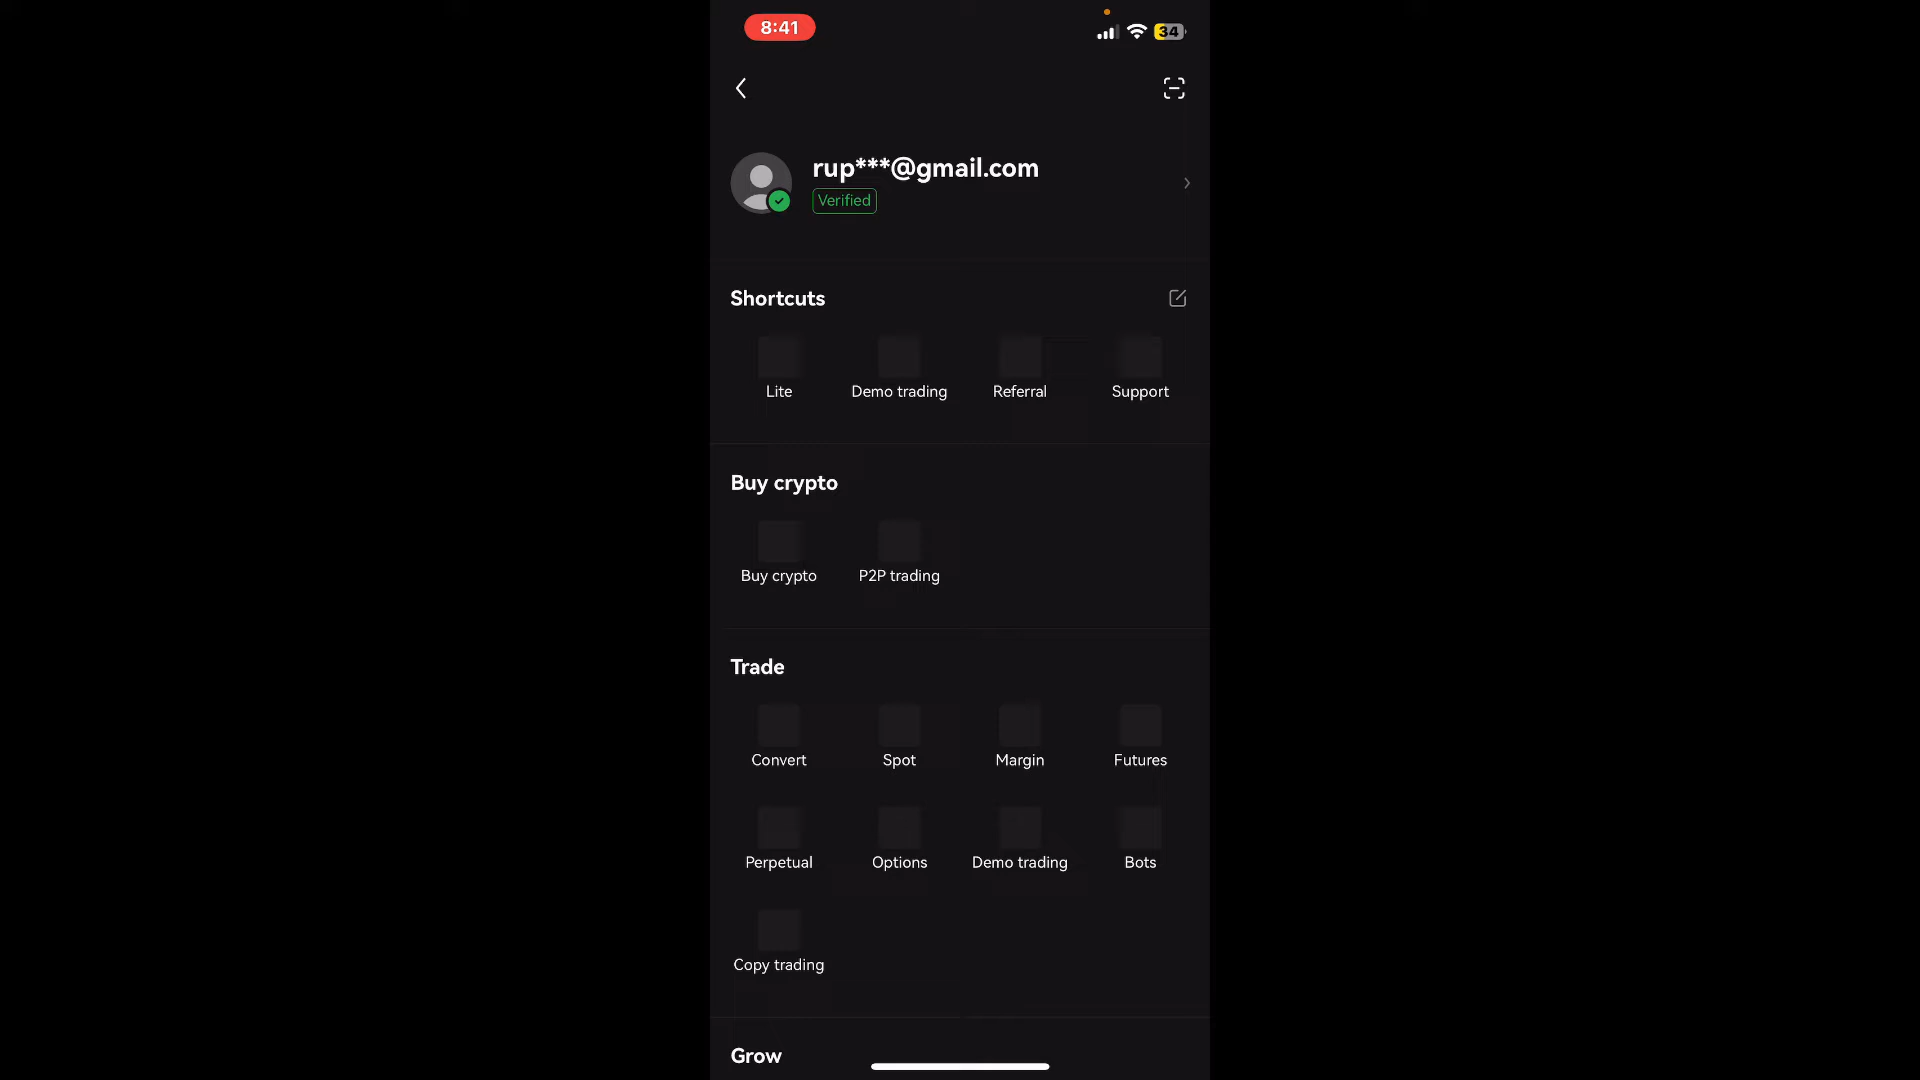 8:41
34
rup***@gmail.com
Verified
Shortcuts
Lite Demo trading Referral Support
Buy crypto
Buy crypto P2P trading
Trade
Convert Spot Margin Futures
Perpetual Options Demo trading Bots
Copy trading
Grow